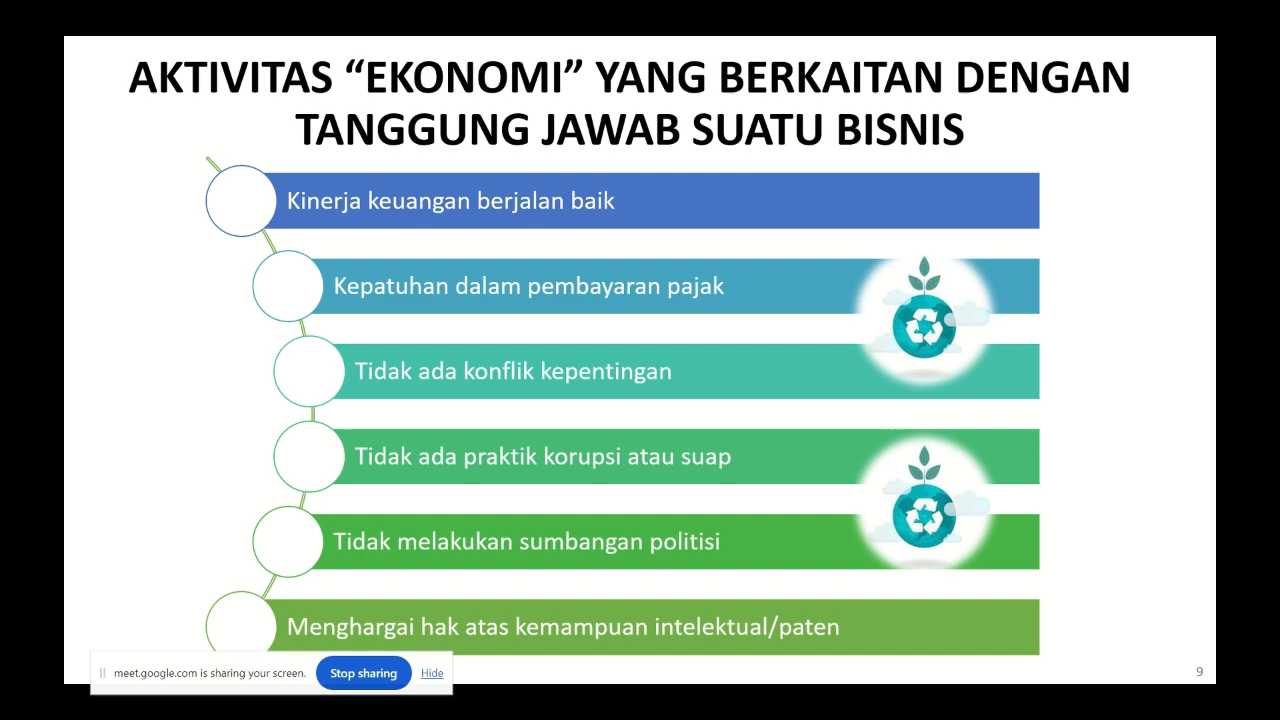 AKTIVITAS “EKONOMI” YANG BERKAITAN DENGAN
TANGGUNG JAWAB SUATU BISNIS
Kinerja keuangan berjalan baik
Kepatuhan dalam pembayaran pajak
Tidak ada konflik kepentingan
Tidak ada praktik korupsi atau suap
Tidak melakukan sumbangan politisi
Menghargai hak atas kemampuan intelektual/paten
meet.google.com is sharing your screen. Stop sharing Hide
9